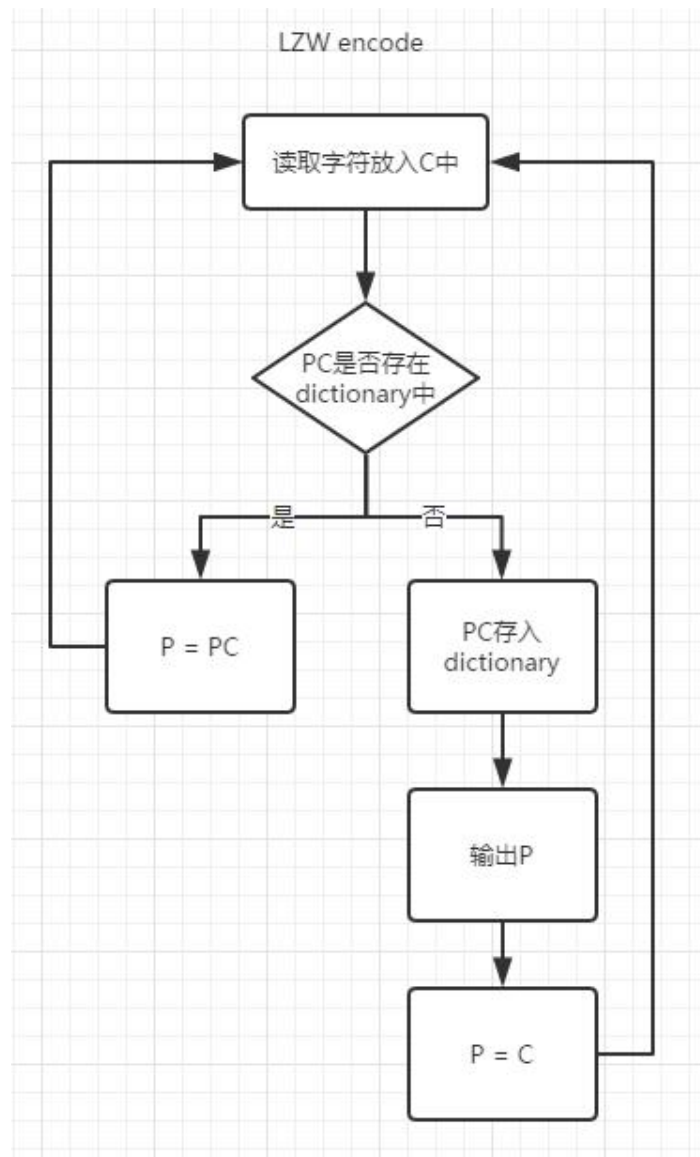 LZW encode
读取字符放入C中
PC是否存在
dictionary中
是
否
P = PC
PC存入
dictionary
输出P
P = C